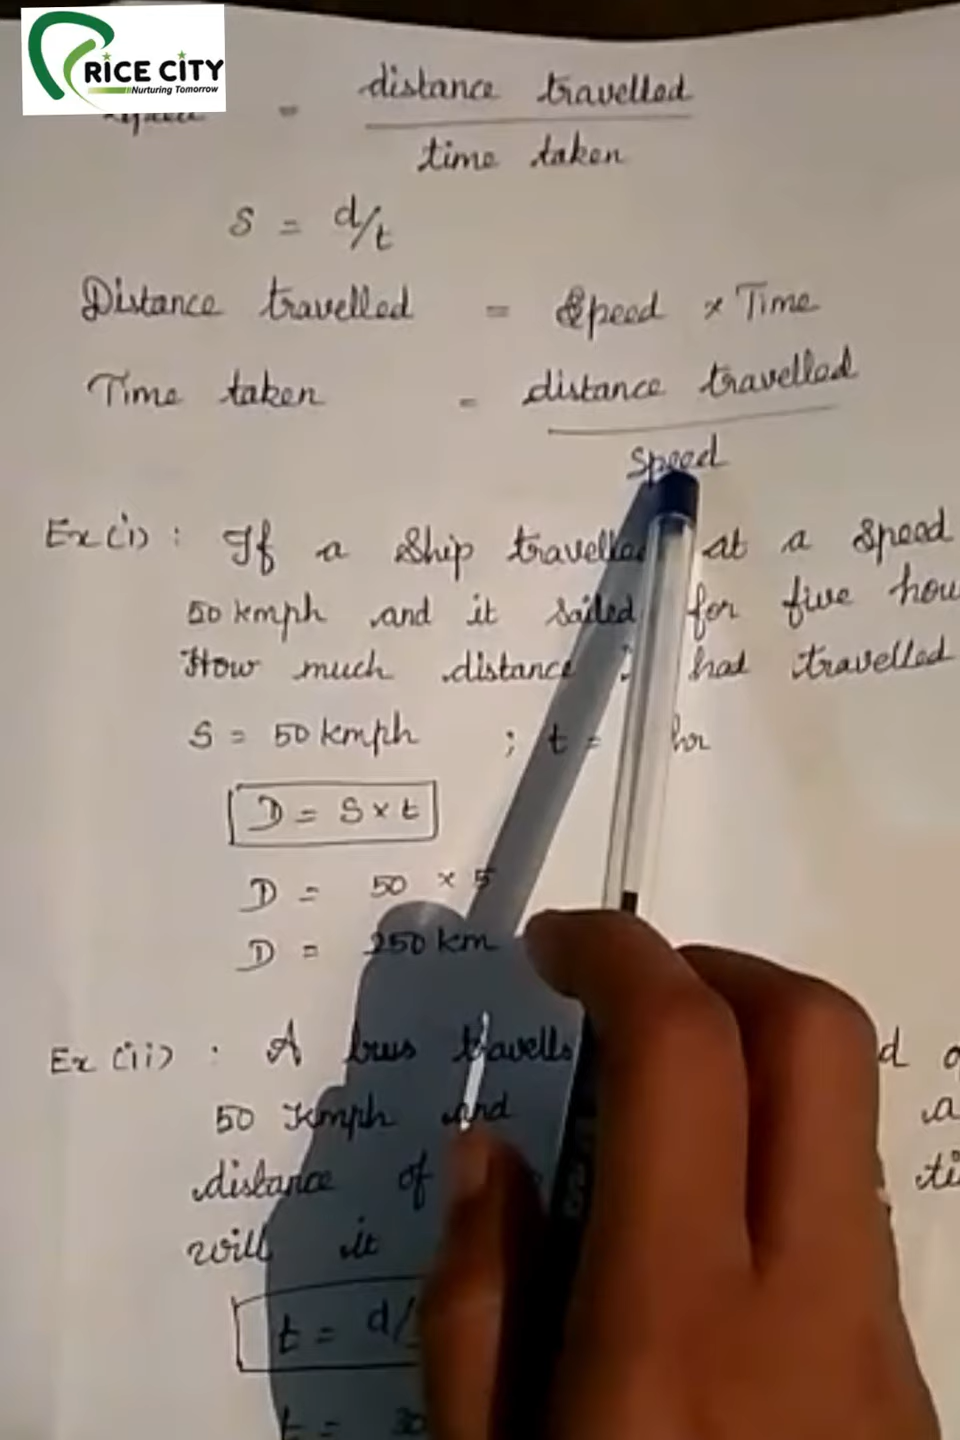 RICE CITY
Nurturing Tomorrow
= distance travelled
time taken
S = d/t
Distance travelled = Speed × Time
Time taken = distance travelled
Speed
Ex (i) : If a Ship travelled at a Speed
50 kmph and it sailed for five
How much distance had travelled
S = 50 kmph ; t = hr
D = S × t
D = 50 × 5
D = 250 km
Ex (ii) : A bus travells
50 Kmph and a
distance of
will it
t = d/
t = 30